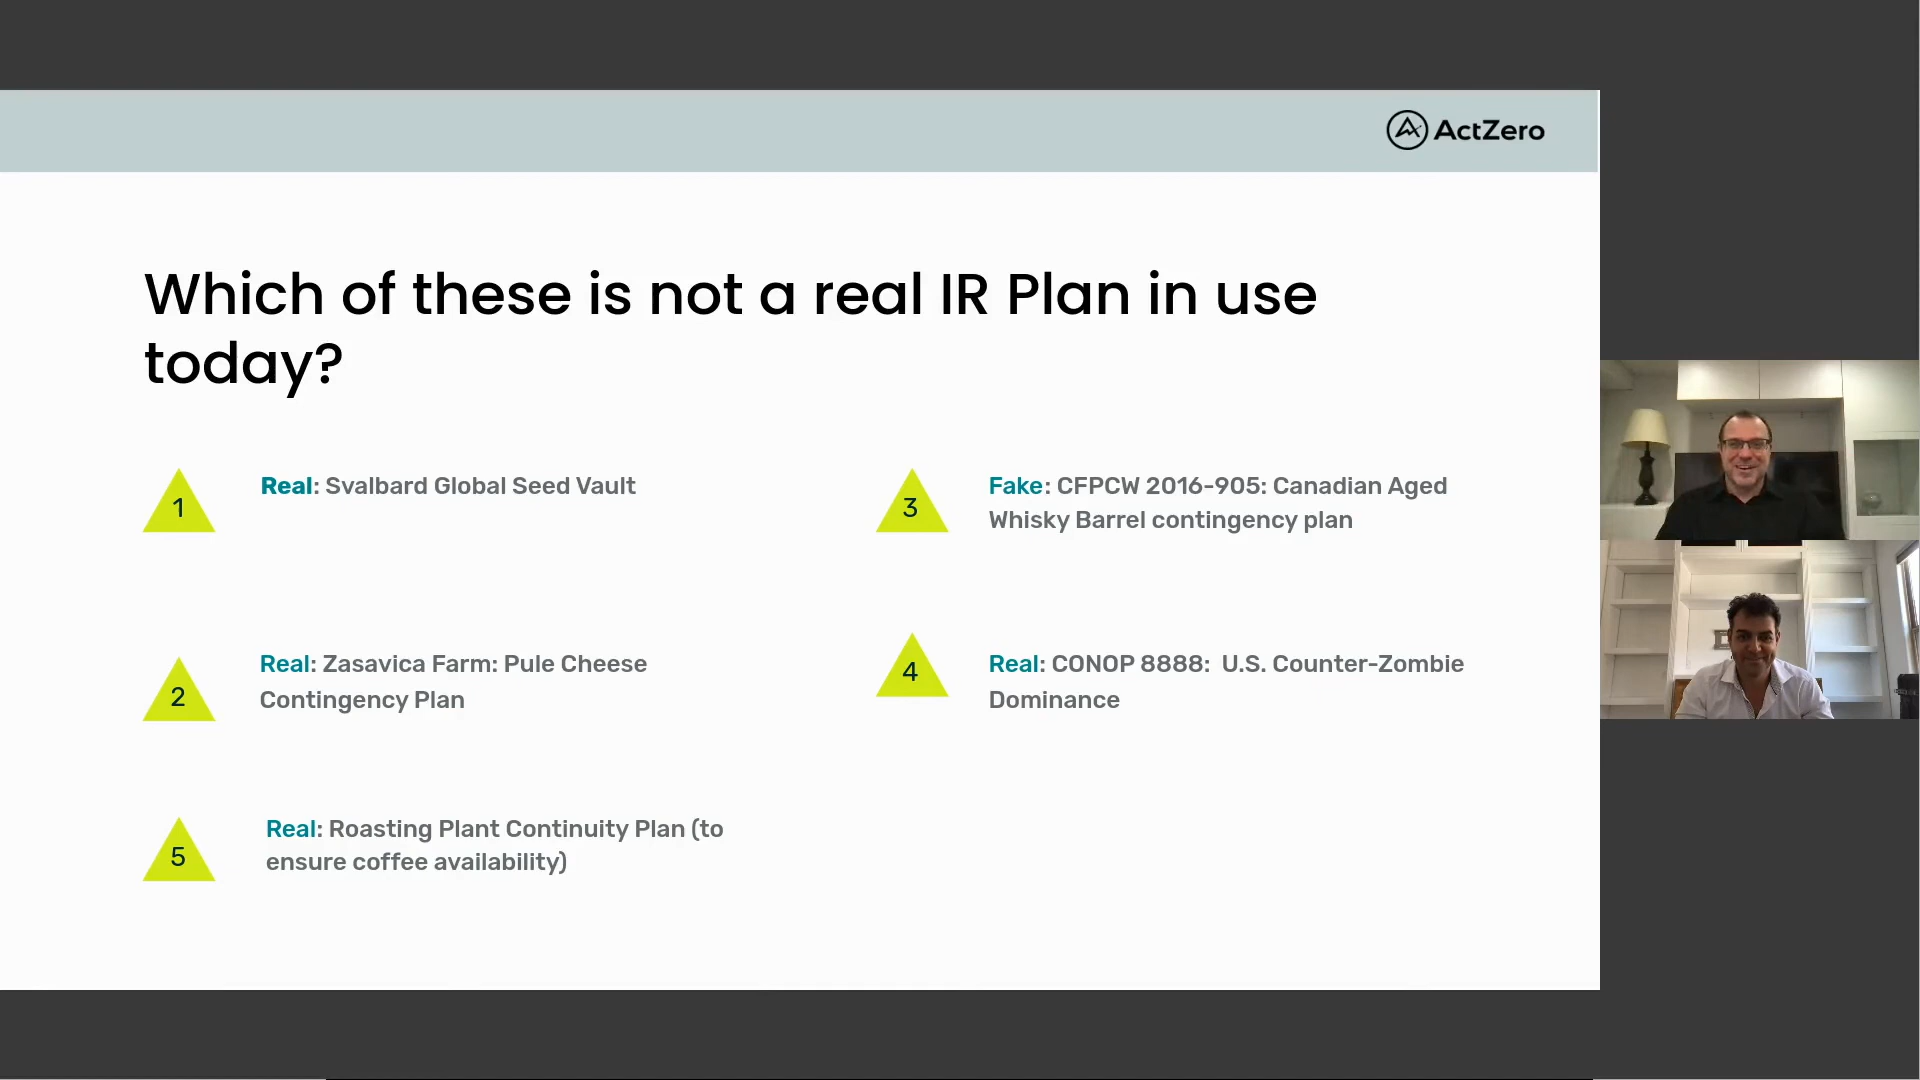 ActZero
Which of these is not a real IR Plan in use
today?
1
Real: Svalbard Global Seed Vault
2
Real: Zasavica Farm: Pule Cheese
Contingency Plan
5
Real: Roasting Plant Continuity Plan (to
ensure coffee availability)
3
Fake: CFPCW 2016-905: Canadian Aged
Whisky Barrel contingency plan
4
Real: CONOP 8888: U.S. Counter-Zombie
Dominance